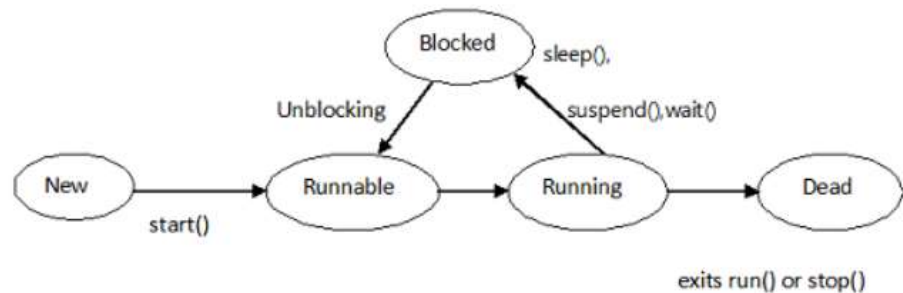 Blocked
sleep(),
Unblocking
suspend(),wait()
New
Runnable
Running
Dead
start()
exits run() or stop()